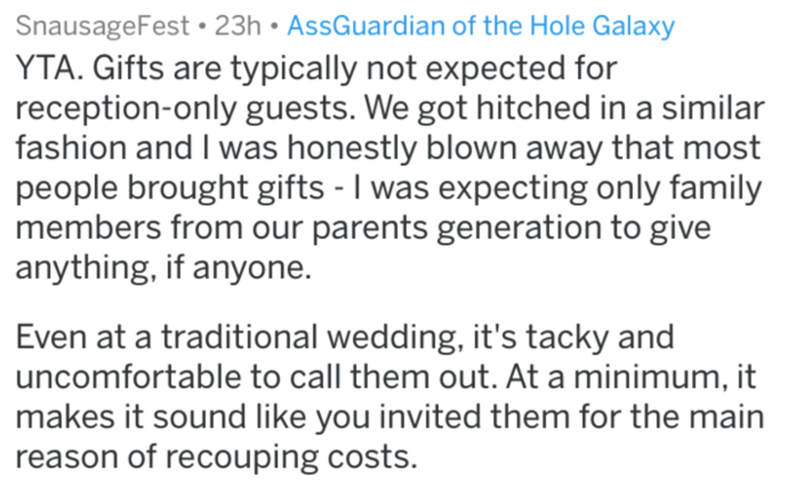 SnausageFest • 23h • AssGuardian of the Hole Galaxy
YTA. Gifts are typically not expected for
reception-only guests. We got hitched in a similar
fashion and I was honestly blown away that most
people brought gifts - I was expecting only family
members from our parents generation to give
anything, if anyone.
Even at a traditional wedding, it's tacky and
uncomfortable to call them out. At a minimum, it
makes it sound like you invited them for the main
reason of recouping costs.